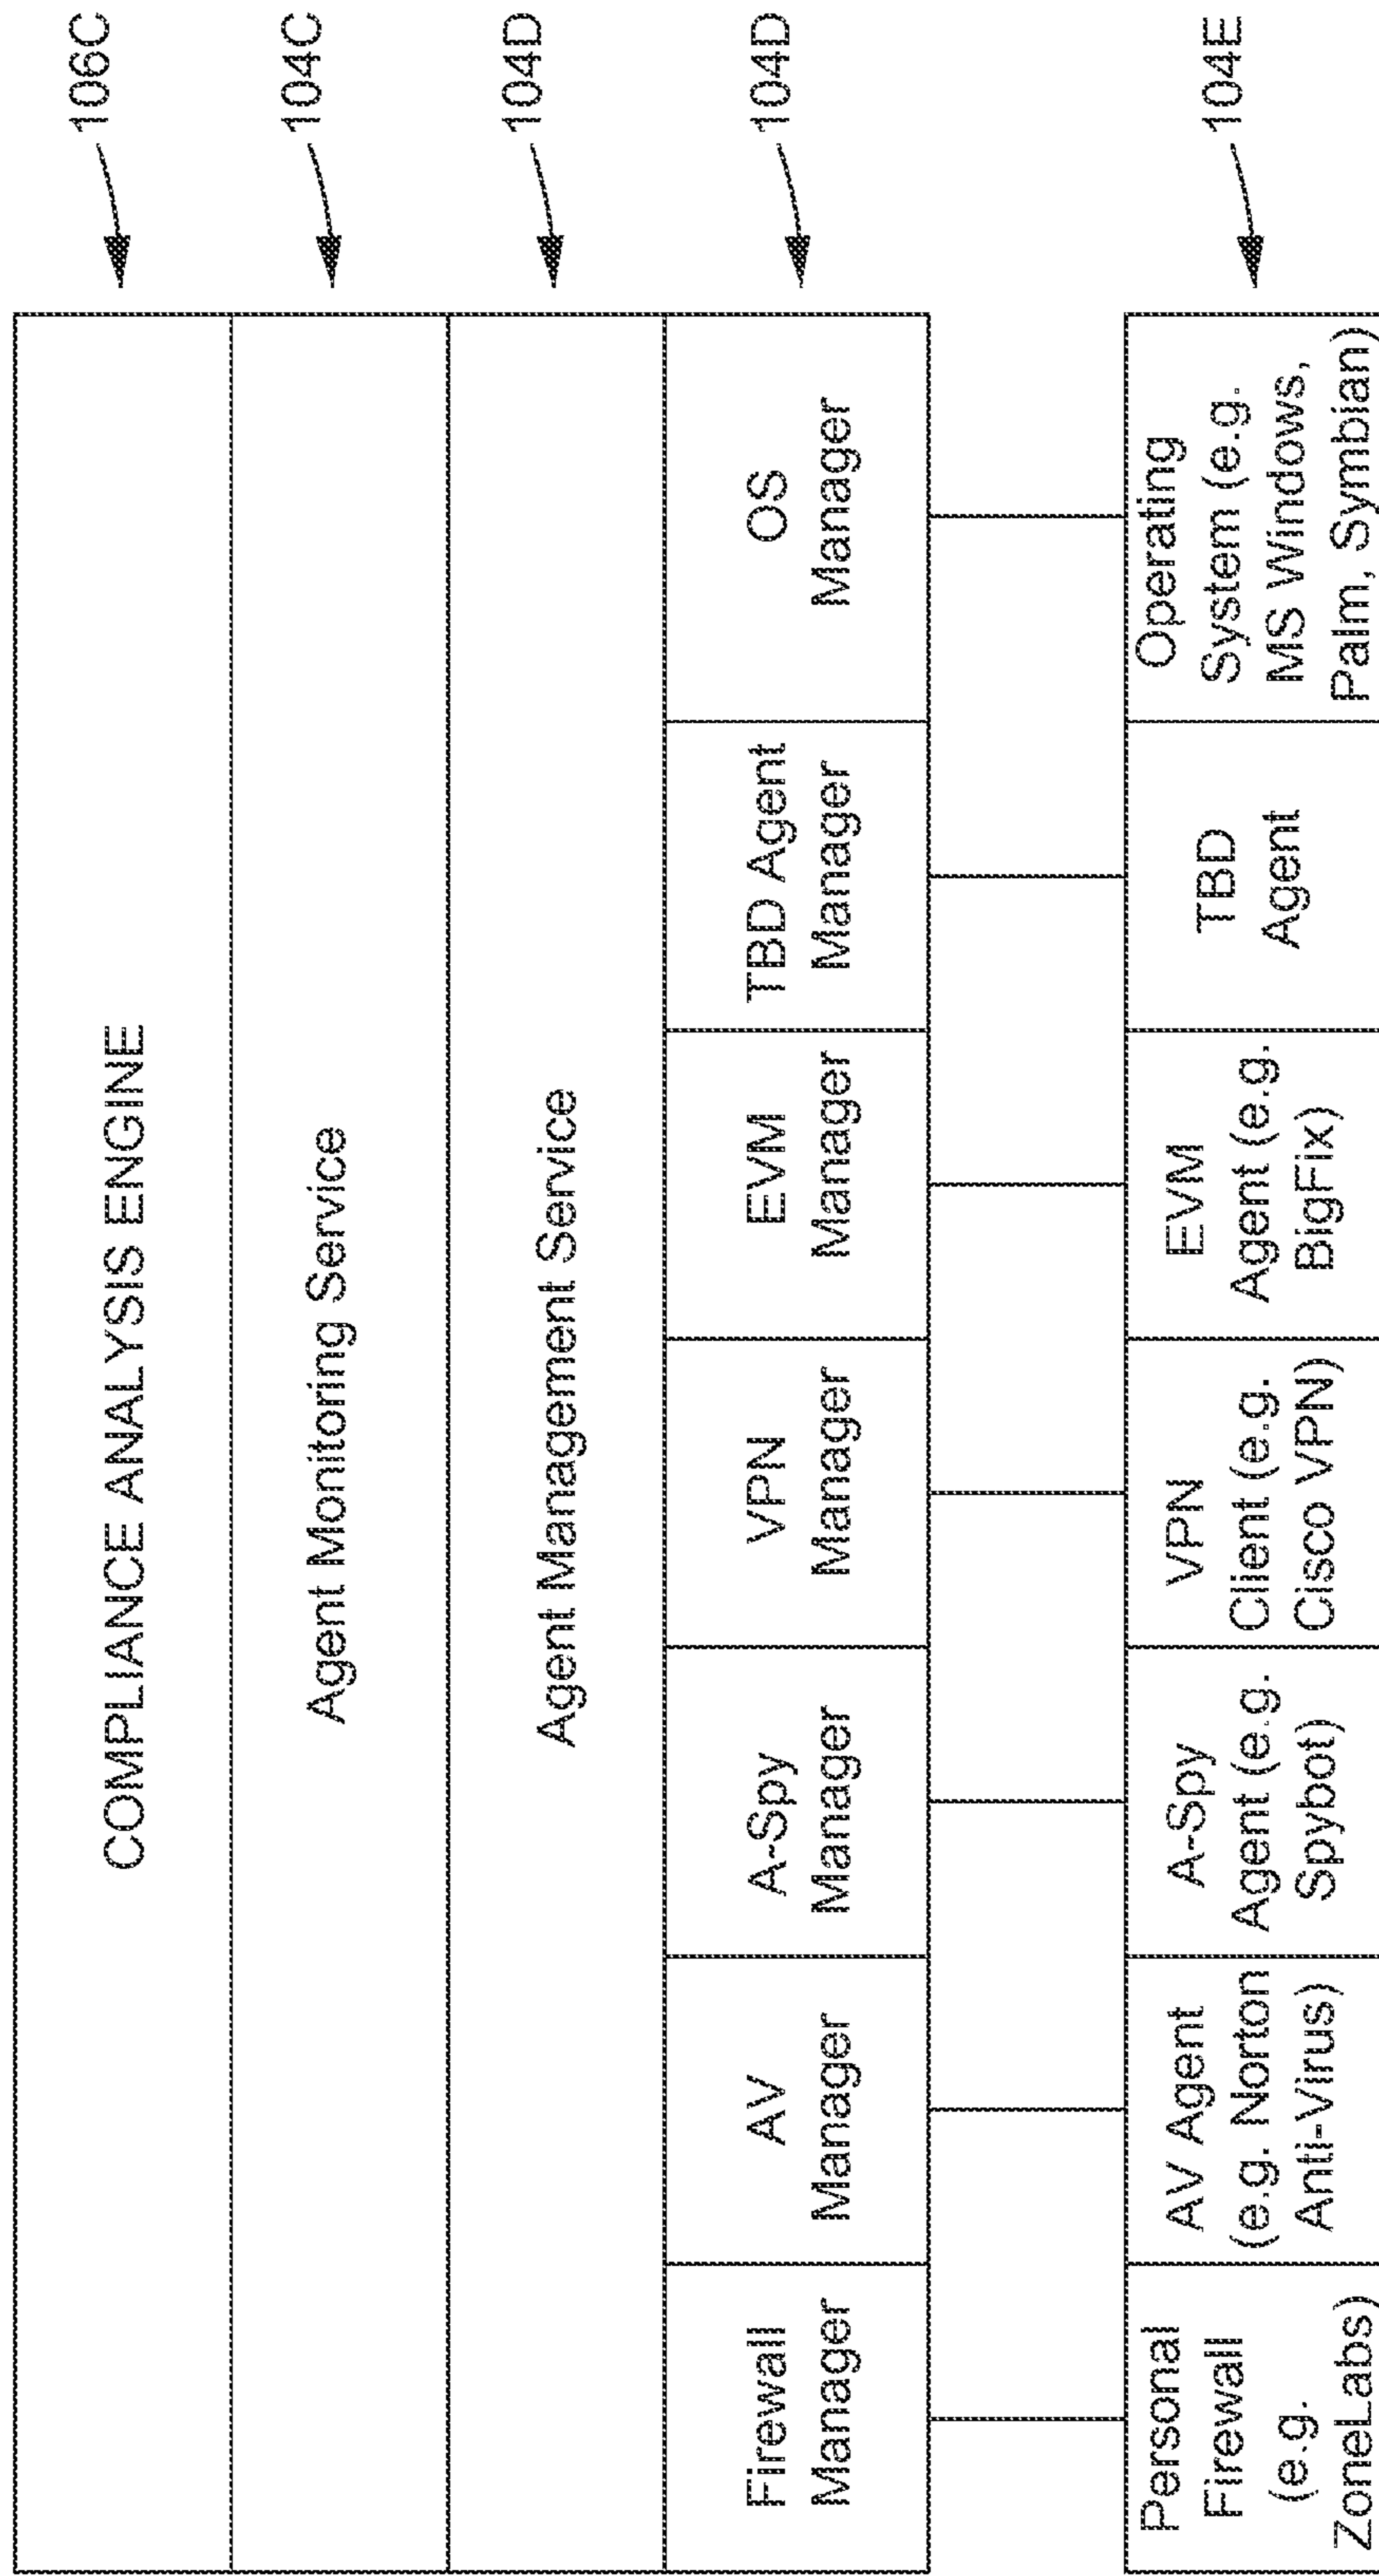 COMPLIANCE ANALYSIS ENGINE
106C
Agent Monitoring Service
104C
Agent Management Service
104D
Firewall
Manager
AV
Manager
A-Spy
Manager
VPN
Manager
EVM
Manager
TBD Agent
Manager
OS
Manager
104D
Personal
Firewall
(e.g.
ZoneLabs)
AV Agent
(e.g. Norton
Anti-Virus)
A-Spy
Agent (e.g.
Spybot)
VPN
Client (e.g.
Cisco VPN)
EVM
Agent (e.g.
BigFix)
TBD
Agent
Operating
System (e.g.
MS Windows,
Palm, Symbian)
104E